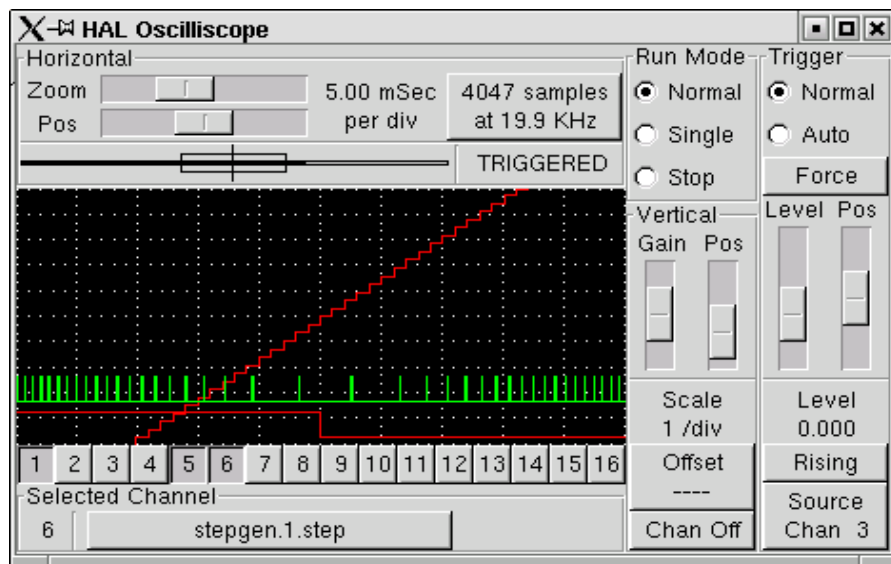 HAL Oscilliscope
Horizontal
Zoom
Pos
5.00 mSec
per div
4047 samples
at 19.9 KHz
TRIGGERED
Run Mode
Normal
Single
Stop
Trigger
Normal
Auto
Force
Level Pos
Vertical
Gain Pos
Scale
1 /div
Offset
----
Chan Off
Level
0.000
Rising
Source
Chan 3
1 2 3 4 5 6 7 8 9 10 11 12 13 14 15 16
Selected Channel
6 stepgen.1.step